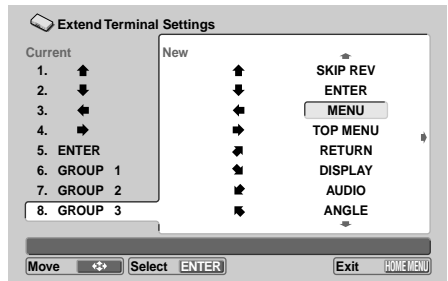 Extend Terminal Settings
Current New
1. ↑ ↑ SKIP REV
2. ↓ ↓ ENTER
3. ← ← MENU
4. → → TOP MENU
5. ENTER RETURN
6. GROUP 1 DISPLAY
7. GROUP 2 AUDIO
8. GROUP 3 ANGLE
Move Select ENTER Exit HOME MENU